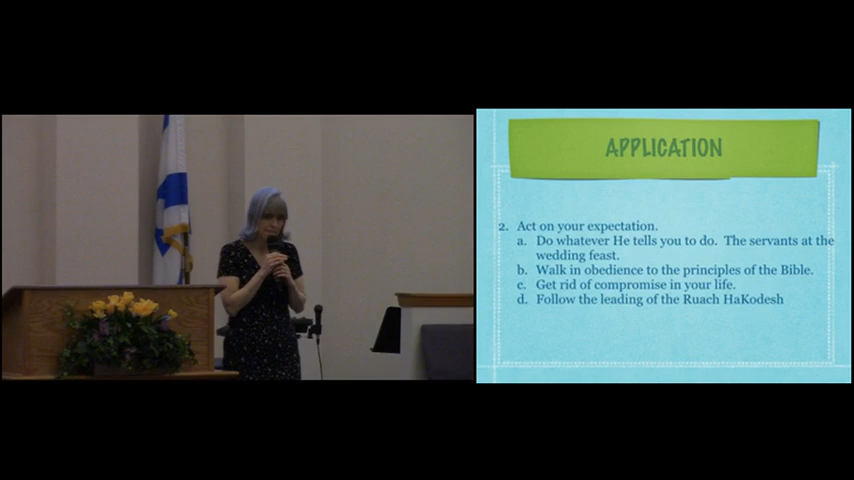 APPLICATION
2. Act on your expectation.
a. Do whatever He tells you to do. The servants at the
wedding feast.
b. Walk in obedience to the principles of the Bible.
c. Get rid of compromise in your life.
d. Follow the leading of the Ruach HaKodesh